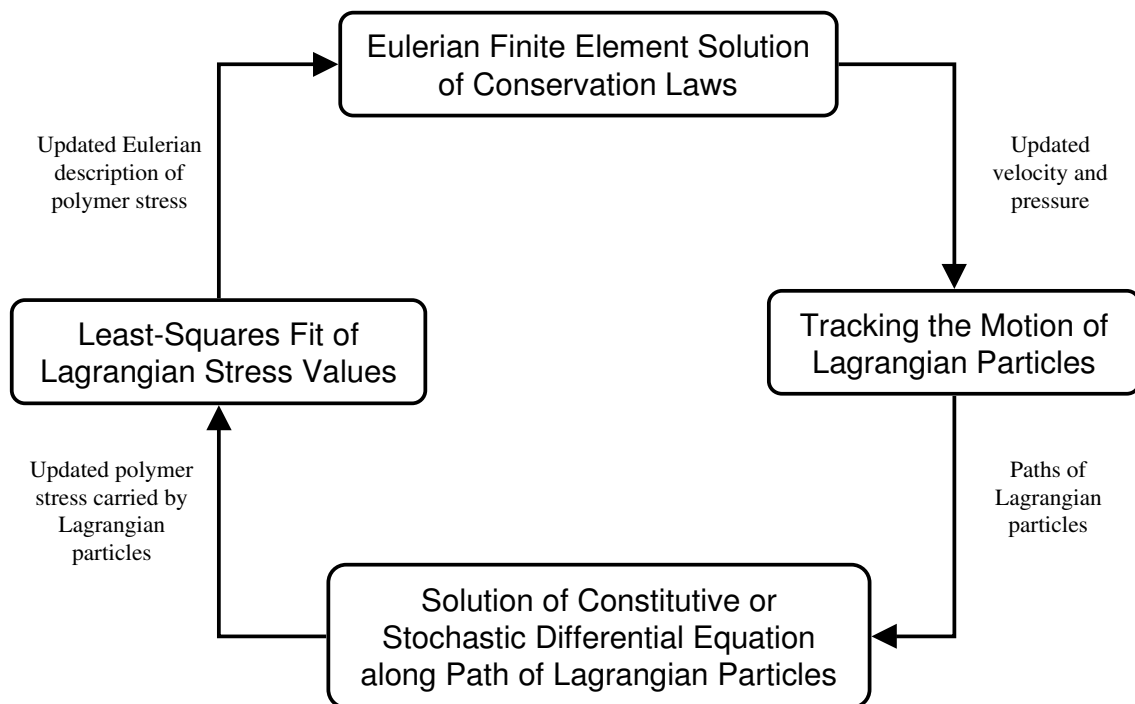 Eulerian Finite Element Solution
of Conservation Laws
Updated Eulerian
description of
polymer stress
Updated
velocity and
pressure
Least-Squares Fit of
Lagrangian Stress Values
Tracking the Motion of
Lagrangian Particles
Updated polymer
stress carried by
Lagrangian
particles
Paths of
Lagrangian
particles
Solution of Constitutive or
Stochastic Differential Equation
along Path of Lagrangian Particles